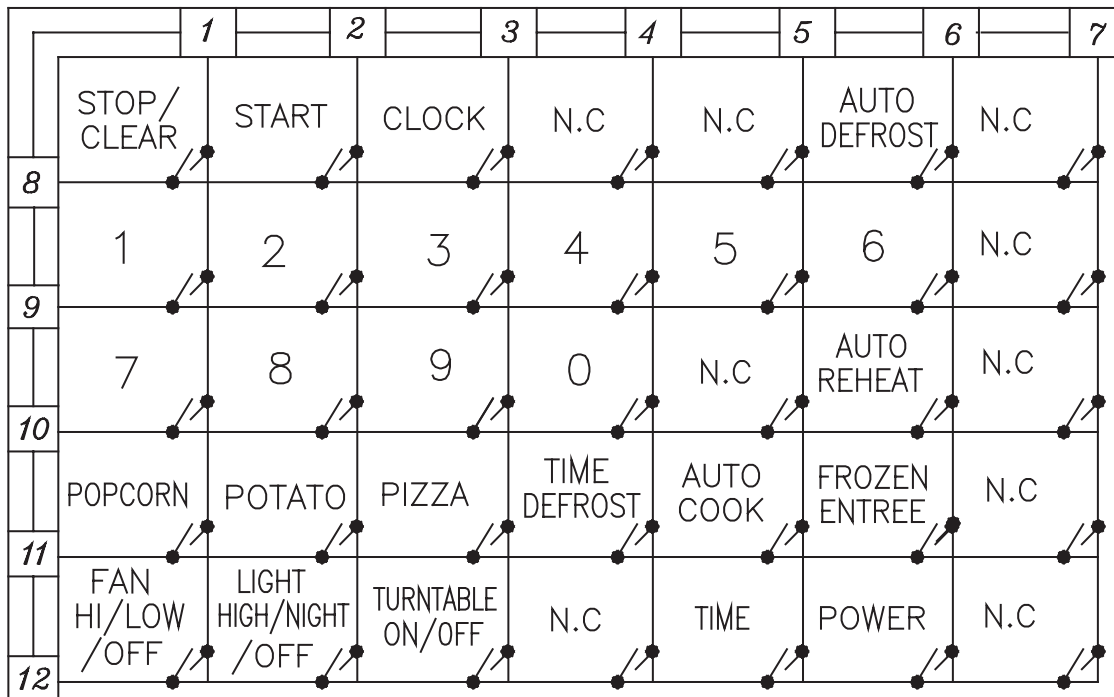 1 2 3 4 5 6 7
STOP/
CLEAR
START
CLOCK
N.C
N.C
AUTO
DEFROST
N.C
8
1
2
3
4
5
6
N.C
9
7
8
9
0
N.C
AUTO
REHEAT
N.C
10
POPCORN
POTATO
PIZZA
TIME
DEFROST
AUTO
COOK
FROZEN
ENTREE
N.C
11
FAN
HI/LOW
/OFF
LIGHT
HIGH/NIGHT
/OFF
TURNTABLE
ON/OFF
N.C
TIME
POWER
N.C
12